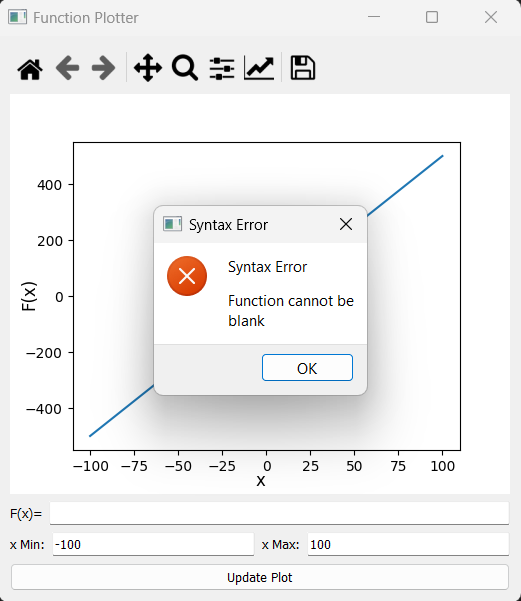 Function Plotter
400
200
0
−200
−400
F(x)
−100 −75 −50 −25 0 25 50 75 100
x
Syntax Error
Syntax Error
Function cannot be
blank
OK
F(x)=
x Min: -100 x Max: 100
Update Plot